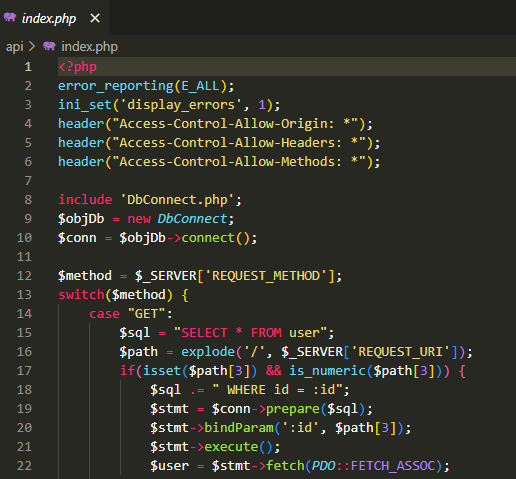 index.php ×
api > index.php
1 <?php
2 error_reporting(E_ALL);
3 ini_set('display_errors', 1);
4 header("Access-Control-Allow-Origin: *");
5 header("Access-Control-Allow-Headers: *");
6 header("Access-Control-Allow-Methods: *");
7
8 include 'DbConnect.php';
9 $objDb = new DbConnect;
10 $conn = $objDb->connect();
11
12 $method = $_SERVER['REQUEST_METHOD'];
13 switch($method) {
14     case "GET":
15         $sql = "SELECT * FROM user";
16         $path = explode('/', $_SERVER['REQUEST_URI']);
17         if(isset($path[3]) && is_numeric($path[3])) {
18             $sql .= " WHERE id = :id";
19             $stmt = $conn->prepare($sql);
20             $stmt->bindParam(':id', $path[3]);
21             $stmt->execute();
22             $user = $stmt->fetch(PDO::FETCH_ASSOC);